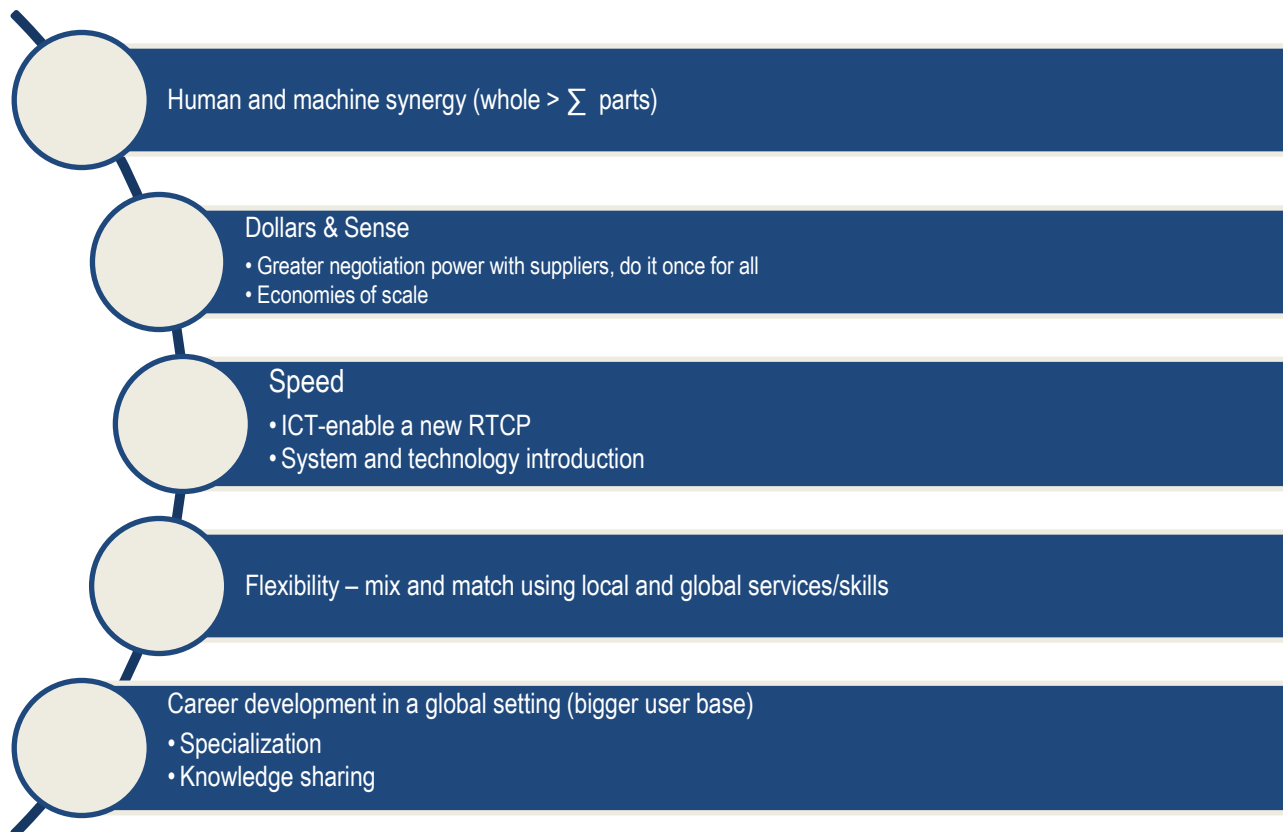 Human and machine synergy (whole > ∑ parts)
Dollars & Sense
• Greater negotiation power with suppliers, do it once for all
• Economies of scale
Speed
• ICT-enable a new RTCP
• System and technology introduction
Flexibility – mix and match using local and global services/skills
Career development in a global setting (bigger user base)
• Specialization
• Knowledge sharing